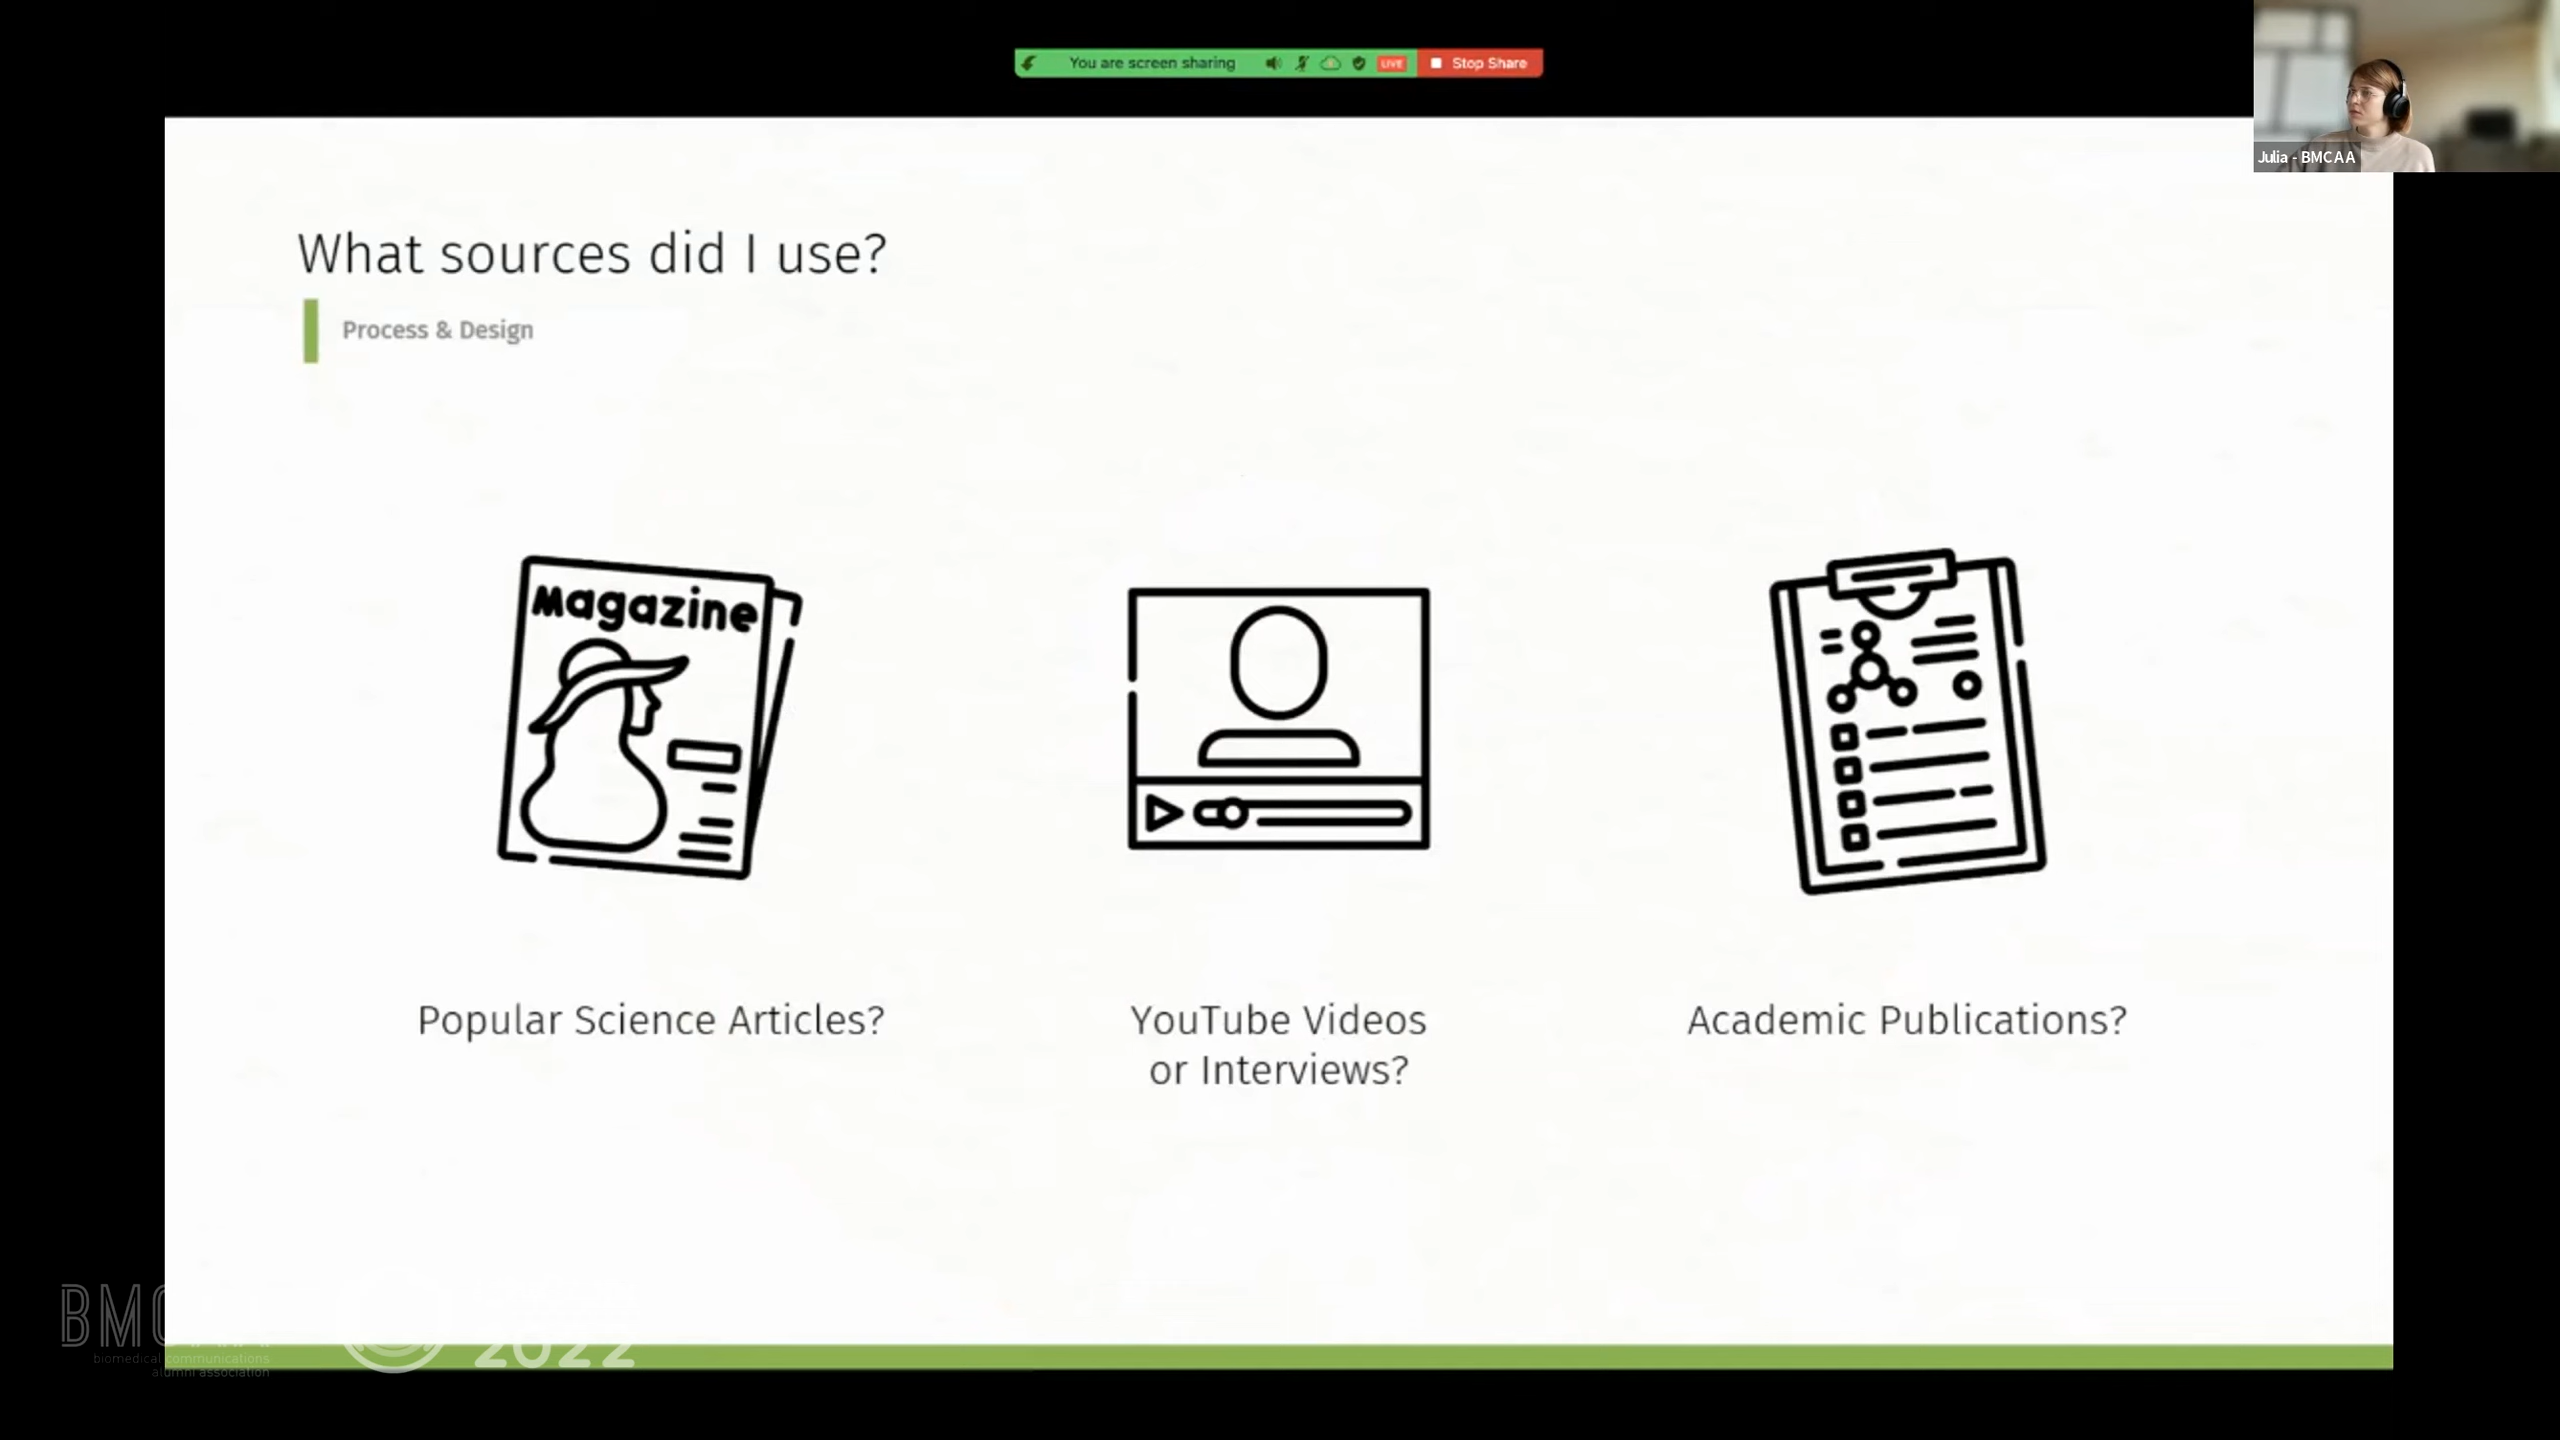 You are screen sharing
LIVE
Stop Share
Julia - BMCAA
What sources did I use?
Process & Design
Magazine
Popular Science Articles?
YouTube Videos
or Interviews?
Academic Publications?
2022
biomedical communications
alumni association